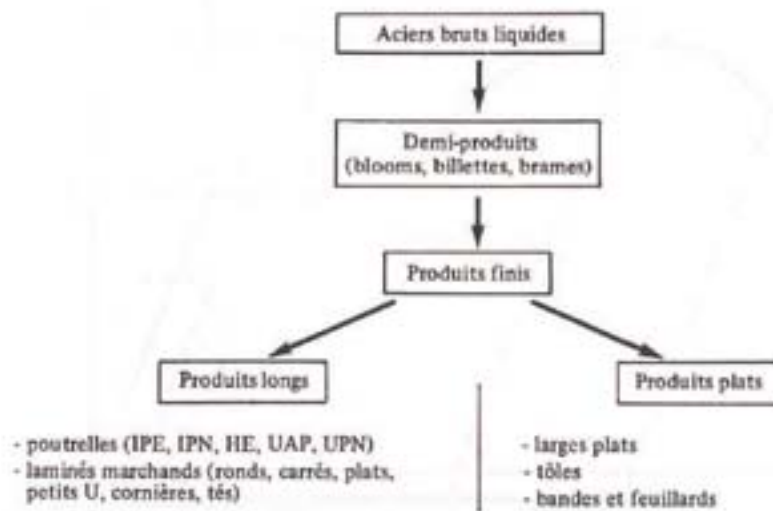 Aciers bruts liquides
Demi-produits
(blooms, billettes, brames)
Produits finis
Produits longs
Produits plats
- poutrelles (IPE, IPN, HE, UAP, UPN)
- laminés marchands (ronds, carrés, plats,
petits U, cornières, tés)
- larges plats
- tôles
- bandes et feuillards